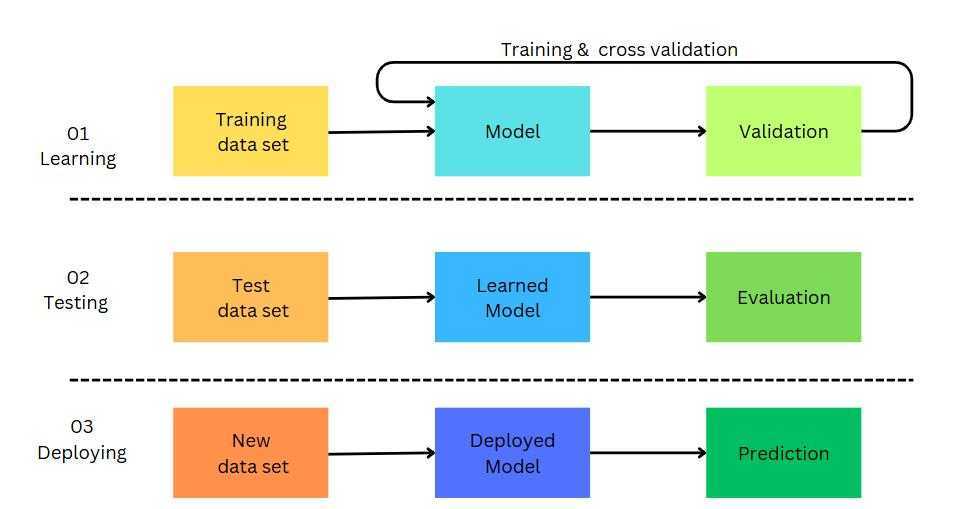 Training & cross validation
01
Learning
Training
data set
Model
Validation
02
Testing
Test
data set
Learned
Model
Evaluation
03
Deploying
New
data set
Deployed
Model
Prediction